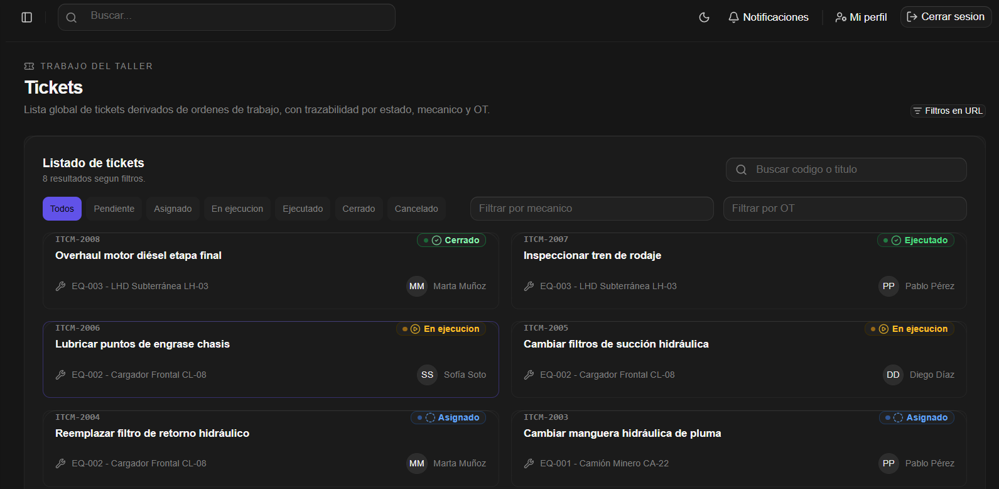 Buscar...
Notificaciones
Mi perfil
Cerrar sesion
TRABAJO DEL TALLER
Tickets
Lista global de tickets derivados de ordenes de trabajo, con trazabilidad por estado, mecanico y OT.
Filtros en URL
Listado de tickets
8 resultados segun filtros.
Buscar codigo o titulo
Todos
Pendiente
Asignado
En ejecucion
Ejecutado
Cerrado
Cancelado
Filtrar por mecanico
Filtrar por OT
ITCM-2008
Cerrado
Overhaul motor diésel etapa final
EQ-003 - LHD Subterránea LH-03
MM
Marta Muñoz
ITCM-2007
Ejecutado
Inspeccionar tren de rodaje
EQ-003 - LHD Subterránea LH-03
PP
Pablo Pérez
ITCM-2006
En ejecucion
Lubricar puntos de engrase chasis
EQ-002 - Cargador Frontal CL-08
SS
Sofía Soto
ITCM-2005
En ejecucion
Cambiar filtros de succión hidráulica
EQ-002 - Cargador Frontal CL-08
DD
Diego Díaz
ITCM-2004
Asignado
Reemplazar filtro de retorno hidráulico
EQ-002 - Cargador Frontal CL-08
MM
Marta Muñoz
ITCM-2003
Asignado
Cambiar manguera hidráulica de pluma
EQ-001 - Camión Minero CA-22
PP
Pablo Pérez